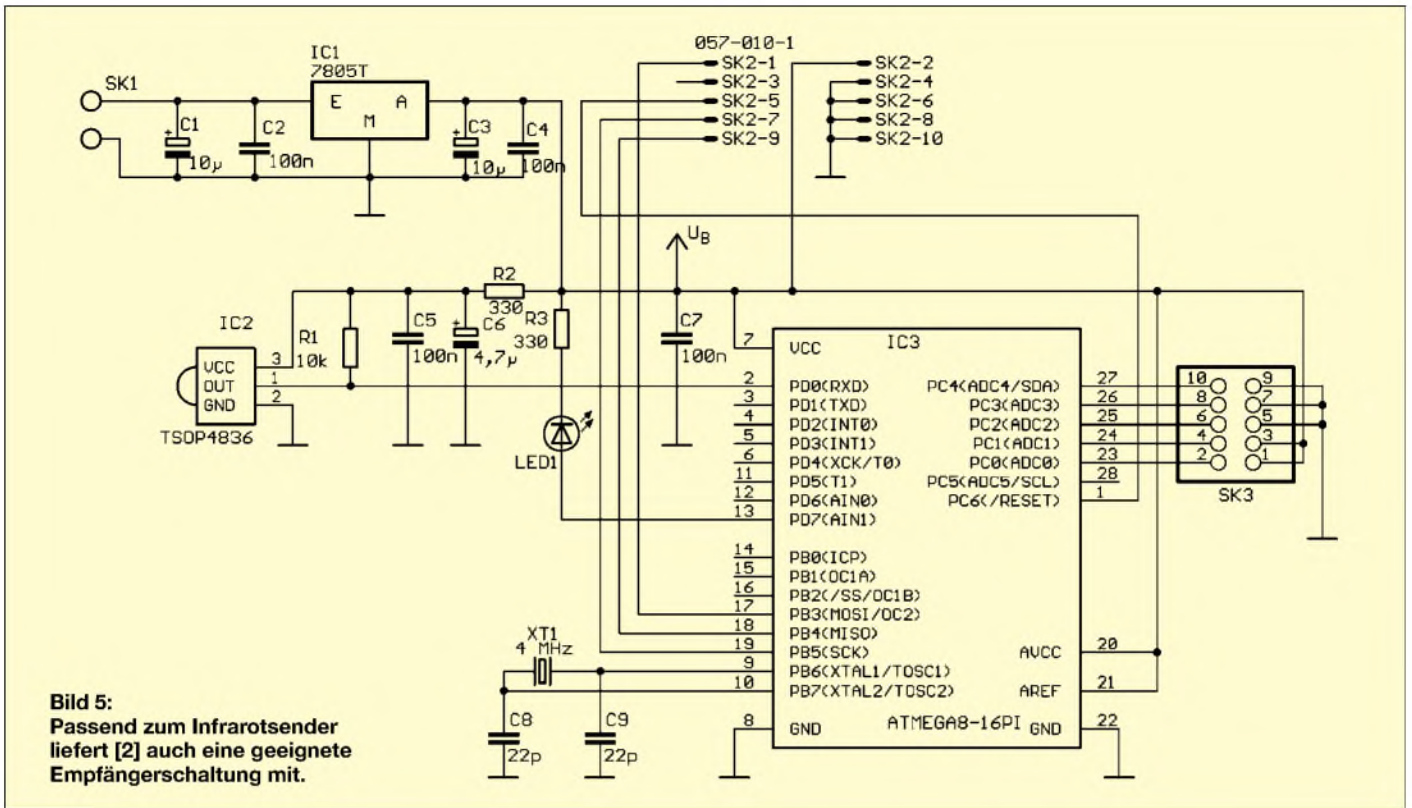 057-010-1
SK2-1
SK2-3
SK2-5
SK2-7
SK2-9
SK2-2
SK2-4
SK2-6
SK2-8
SK2-10
SK1
IC1
7805T
E A
M
C1
10µ
C2
100n
C3
10µ
C4
100n
U_B
R2
330
R3
330
IC2
R1
10k
C5
100n
C6
4,7µ
C7
100n
VCC 3
OUT 1
GND 2
TSOP4836
LED1
IC3
7 VCC
2 PD0(RXD)
3 PD1(TXD)
4 PD2(INT0)
5 PD3(INT1)
6 PD4(XCK/T0)
11 PD5(T1)
12 PD6(AIN0)
13 PD7(AIN1)
14 PB0(ICP)
15 PB1(OC1A)
16 PB2(/SS/OC1B)
17 PB3(MOSI/OC2)
18 PB4(MISO)
19 PB5(SCK)
9 PB6(XTAL1/TOSC1)
10 PB7(XTAL2/TOSC2)
8 GND
PC4(ADC4/SDA) 27
PC3(ADC3) 26
PC2(ADC2) 25
PC1(ADC1) 24
PC0(ADC0) 23
PC5(ADC5/SCL) 28
PC6(/RESET) 1
AVCC 20
AREF 21
GND 22
ATMEGA8-16PI
10 9
8 7
6 5
4 3
2 1
SK3
XT1
4 MHz
C8
22p
C9
22p
Bild 5:
Passend zum Infrarotsender
liefert [2] auch eine geeignete
Empfängerschaltung mit.